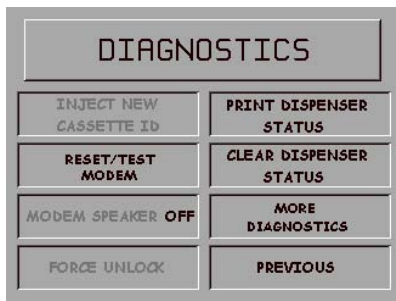 DIAGNOSTICS
INJECT NEW
CASSETTE ID
PRINT DISPENSER
STATUS
RESET/TEST
MODEM
CLEAR DISPENSER
STATUS
MODEM SPEAKER OFF
MORE
DIAGNOSTICS
FORCE UNLOCK
PREVIOUS